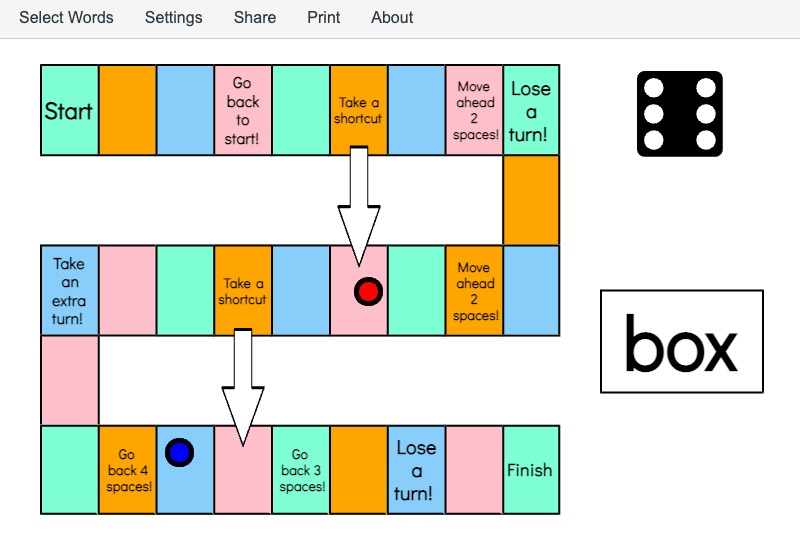 Select Words Settings Share Print About
Start
Go
back
to
start!
Take a
shortcut
Move
ahead
2
spaces!
Lose
a
turn!
Take
an
extra
turn!
Take a
shortcut
Move
ahead
2
spaces!
box
Go
back 4
spaces!
Go
back 3
spaces!
Lose
a
turn!
Finish